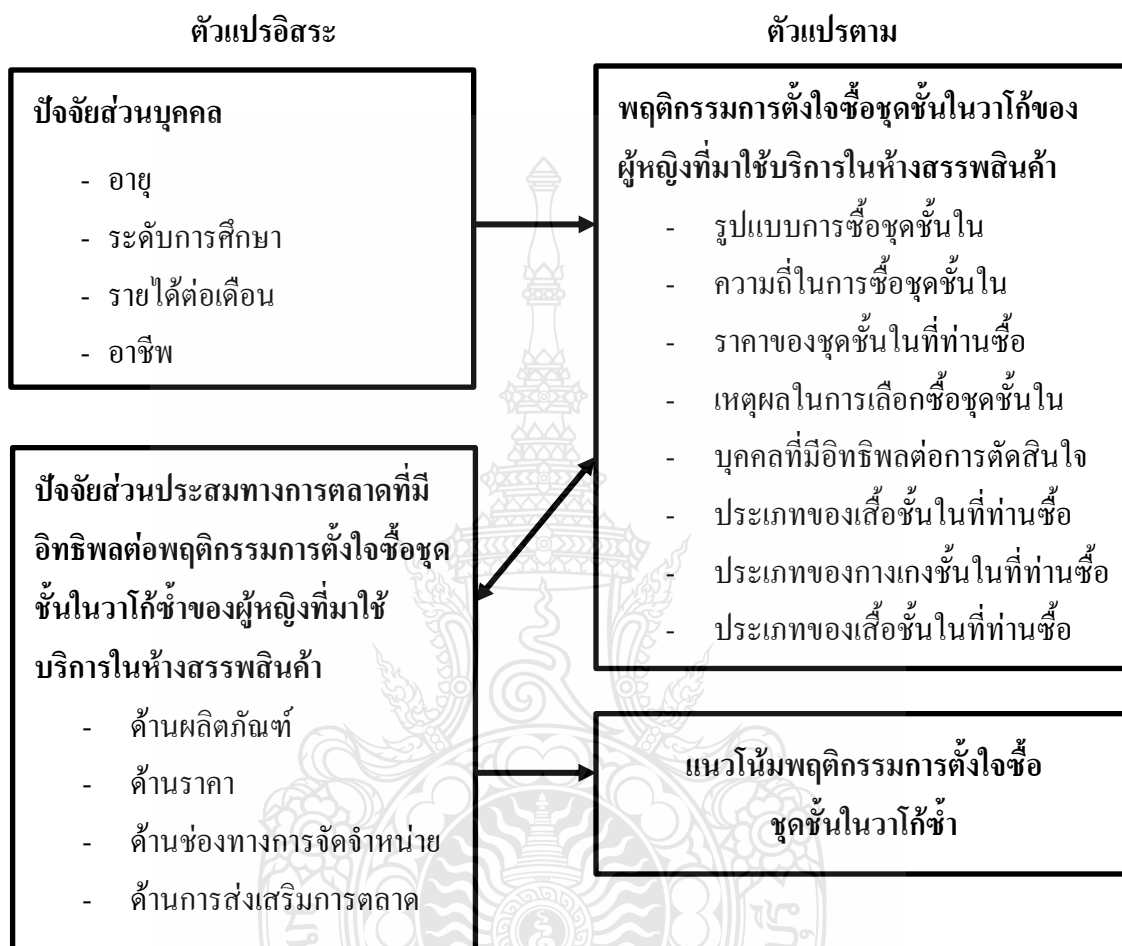 ตัวแปรอิสระ
ตัวแปรตาม
ปัจจัยส่วนบุคคล
- อายุ
- ระดับการศึกษา
- รายได้ต่อเดือน
- อาชีพ
ปัจจัยส่วนประสมทางการตลาดที่มี
อิทธิพลต่อพฤติกรรมการตั้งใจซื้อชุด
ชั้นในวาโก้ซ้ำของผู้หญิงที่มาใช้
บริการในห้างสรรพสินค้า
- ด้านผลิตภัณฑ์
- ด้านราคา
- ด้านช่องทางการจัดจำหน่าย
- ด้านการส่งเสริมการตลาด
พฤติกรรมการตั้งใจซื้อชุดชั้นในวาโก้ของ
ผู้หญิงที่มาใช้บริการในห้างสรรพสินค้า
- รูปแบบการซื้อชุดชั้นใน
- ความถี่ในการซื้อชุดชั้นใน
- ราคาของชุดชั้นในที่ท่านซื้อ
- เหตุผลในการเลือกซื้อชุดชั้นใน
- บุคคลที่มีอิทธิพลต่อการตัดสินใจ
- ประเภทของเสื้อชั้นในที่ท่านซื้อ
- ประเภทของกางเกงชั้นในที่ท่านซื้อ
- ประเภทของเสื้อชั้นในที่ท่านซื้อ
แนวโน้มพฤติกรรมการตั้งใจซื้อ
ชุดชั้นในวาโก้ซ้ำ